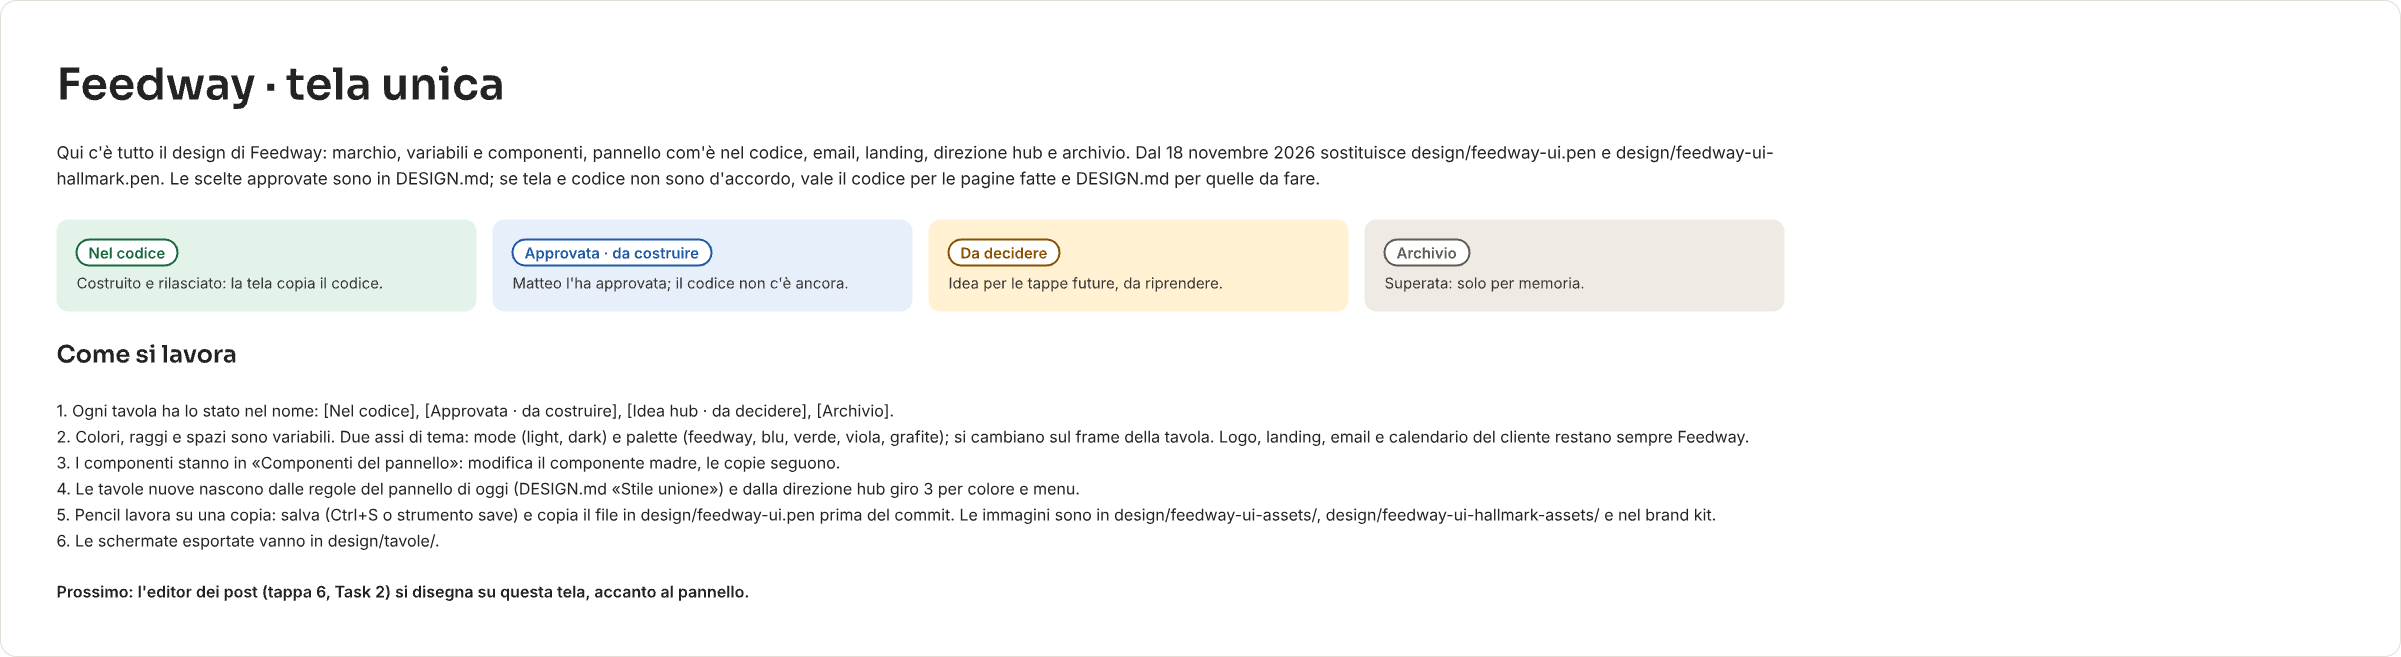 Feedway · tela unica
Qui c'è tutto il design di Feedway: marchio, variabili e componenti, pannello com'è nel codice, email, landing, direzione hub e archivio. Dal 18 novembre 2026 sostituisce design/feedway-ui.pen e design/feedway-ui-
hallmark.pen. Le scelte approvate sono in DESIGN.md; se tela e codice non sono d'accordo, vale il codice per le pagine fatte e DESIGN.md per quelle da fare.
Nel codice
Costruito e rilasciato: la tela copia il codice.
Approvata · da costruire
Matteo l'ha approvata; il codice non c'è ancora.
Da decidere
Idea per le tappe future, da riprendere.
Archivio
Superata: solo per memoria.
Come si lavora
1. Ogni tavola ha lo stato nel nome: [Nel codice], [Approvata · da costruire], [Idea hub · da decidere], [Archivio].
2. Colori, raggi e spazi sono variabili. Due assi di tema: mode (light, dark) e palette (feedway, blu, verde, viola, grafite); si cambiano sul frame della tavola. Logo, landing, email e calendario del cliente restano sempre Feedway.
3. I componenti stanno in «Componenti del pannello»: modifica il componente madre, le copie seguono.
4. Le tavole nuove nascono dalle regole del pannello di oggi (DESIGN.md «Stile unione») e dalla direzione hub giro 3 per colore e menu.
5. Pencil lavora su una copia: salva (Ctrl+S o strumento save) e copia il file in design/feedway-ui.pen prima del commit. Le immagini sono in design/feedway-ui-assets/, design/feedway-ui-hallmark-assets/ e nel brand kit.
6. Le schermate esportate vanno in design/tavole/.
Prossimo: l'editor dei post (tappa 6, Task 2) si disegna su questa tela, accanto al pannello.